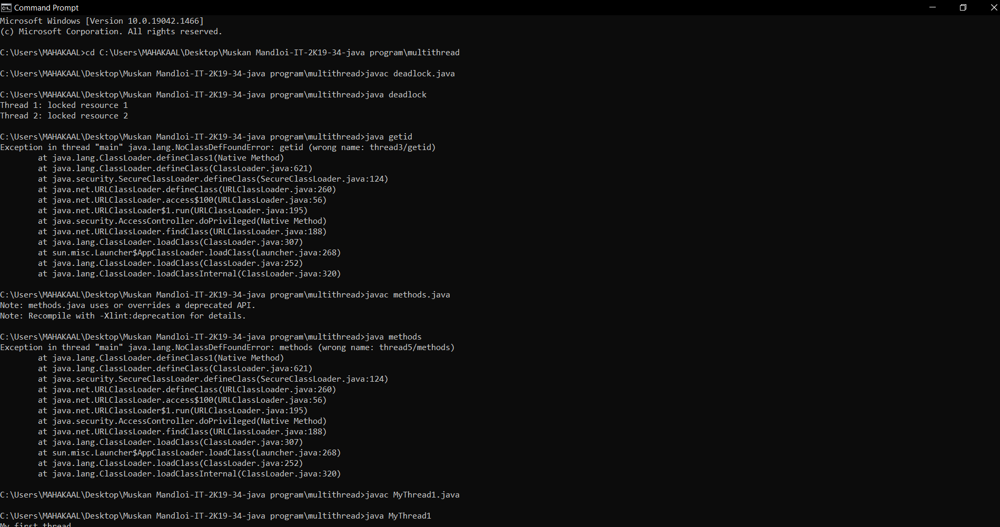 Command Prompt
Microsoft Windows [Version 10.0.19042.1466]
(c) Microsoft Corporation. All rights reserved.
C:\Users\MAHAKAAL>cd C:\Users\MAHAKAAL\Desktop\Muskan Mandloi-IT-2K19-34-java program\multithread
C:\Users\MAHAKAAL\Desktop\Muskan Mandloi-IT-2K19-34-java program\multithread>javac deadlock.java
C:\Users\MAHAKAAL\Desktop\Muskan Mandloi-IT-2K19-34-java program\multithread>java deadlock
Thread 1: locked resource 1
Thread 2: locked resource 2
C:\Users\MAHAKAAL\Desktop\Muskan Mandloi-IT-2K19-34-java program\multithread>java getid
Exception in thread "main" java.lang.NoClassDefFoundError: getid (wrong name: thread3/getid)
        at java.lang.ClassLoader.defineClass1(Native Method)
        at java.lang.ClassLoader.defineClass(ClassLoader.java:621)
        at java.security.SecureClassLoader.defineClass(SecureClassLoader.java:124)
        at java.net.URLClassLoader.defineClass(URLClassLoader.java:260)
        at java.net.URLClassLoader.access$100(URLClassLoader.java:56)
        at java.net.URLClassLoader$1.run(URLClassLoader.java:195)
        at java.security.AccessController.doPrivileged(Native Method)
        at java.net.URLClassLoader.findClass(URLClassLoader.java:188)
        at java.lang.ClassLoader.loadClass(ClassLoader.java:307)
        at sun.misc.Launcher$AppClassLoader.loadClass(Launcher.java:268)
        at java.lang.ClassLoader.loadClass(ClassLoader.java:252)
        at java.lang.ClassLoader.loadClassInternal(ClassLoader.java:320)
C:\Users\MAHAKAAL\Desktop\Muskan Mandloi-IT-2K19-34-java program\multithread>javac methods.java
Note: methods.java uses or overrides a deprecated API.
Note: Recompile with -Xlint:deprecation for details.
C:\Users\MAHAKAAL\Desktop\Muskan Mandloi-IT-2K19-34-java program\multithread>java methods
Exception in thread "main" java.lang.NoClassDefFoundError: methods (wrong name: thread5/methods)
        at java.lang.ClassLoader.defineClass1(Native Method)
        at java.lang.ClassLoader.defineClass(ClassLoader.java:621)
        at java.security.SecureClassLoader.defineClass(SecureClassLoader.java:124)
        at java.net.URLClassLoader.defineClass(URLClassLoader.java:260)
        at java.net.URLClassLoader.access$100(URLClassLoader.java:56)
        at java.net.URLClassLoader$1.run(URLClassLoader.java:195)
        at java.security.AccessController.doPrivileged(Native Method)
        at java.net.URLClassLoader.findClass(URLClassLoader.java:188)
        at java.lang.ClassLoader.loadClass(ClassLoader.java:307)
        at sun.misc.Launcher$AppClassLoader.loadClass(Launcher.java:268)
        at java.lang.ClassLoader.loadClass(ClassLoader.java:252)
        at java.lang.ClassLoader.loadClassInternal(ClassLoader.java:320)
C:\Users\MAHAKAAL\Desktop\Muskan Mandloi-IT-2K19-34-java program\multithread>javac MyThread1.java
C:\Users\MAHAKAAL\Desktop\Muskan Mandloi-IT-2K19-34-java program\multithread>java MyThread1
My first thread